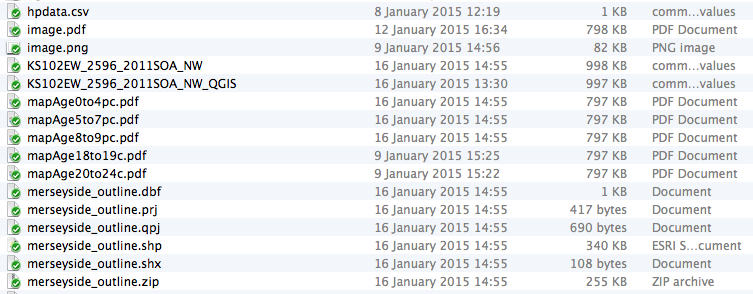 hpdata.csv 8 January 2015 12:19 1 KB comm...values
image.pdf 12 January 2015 16:34 798 KB PDF Document
image.png 9 January 2015 14:56 82 KB PNG image
KS102EW_2596_2011SOA_NW 16 January 2015 14:55 998 KB comm...values
KS102EW_2596_2011SOA_NW_QGIS 16 January 2015 13:30 997 KB comm...values
mapAge0to4pc.pdf 16 January 2015 14:55 797 KB PDF Document
mapAge5to7pc.pdf 16 January 2015 14:55 797 KB PDF Document
mapAge8to9pc.pdf 16 January 2015 14:55 797 KB PDF Document
mapAge18to19c.pdf 9 January 2015 15:25 797 KB PDF Document
mapAge20to24c.pdf 9 January 2015 15:22 797 KB PDF Document
merseyside_outline.dbf 16 January 2015 14:55 1 KB Document
merseyside_outline.prj 16 January 2015 14:55 417 bytes Document
merseyside_outline.qpj 16 January 2015 14:55 690 bytes Document
merseyside_outline.shp 16 January 2015 14:55 340 KB ESRI S...cument
merseyside_outline.shx 16 January 2015 14:55 108 bytes Document
merseyside_outline.zip 16 January 2015 14:55 255 KB ZIP archive